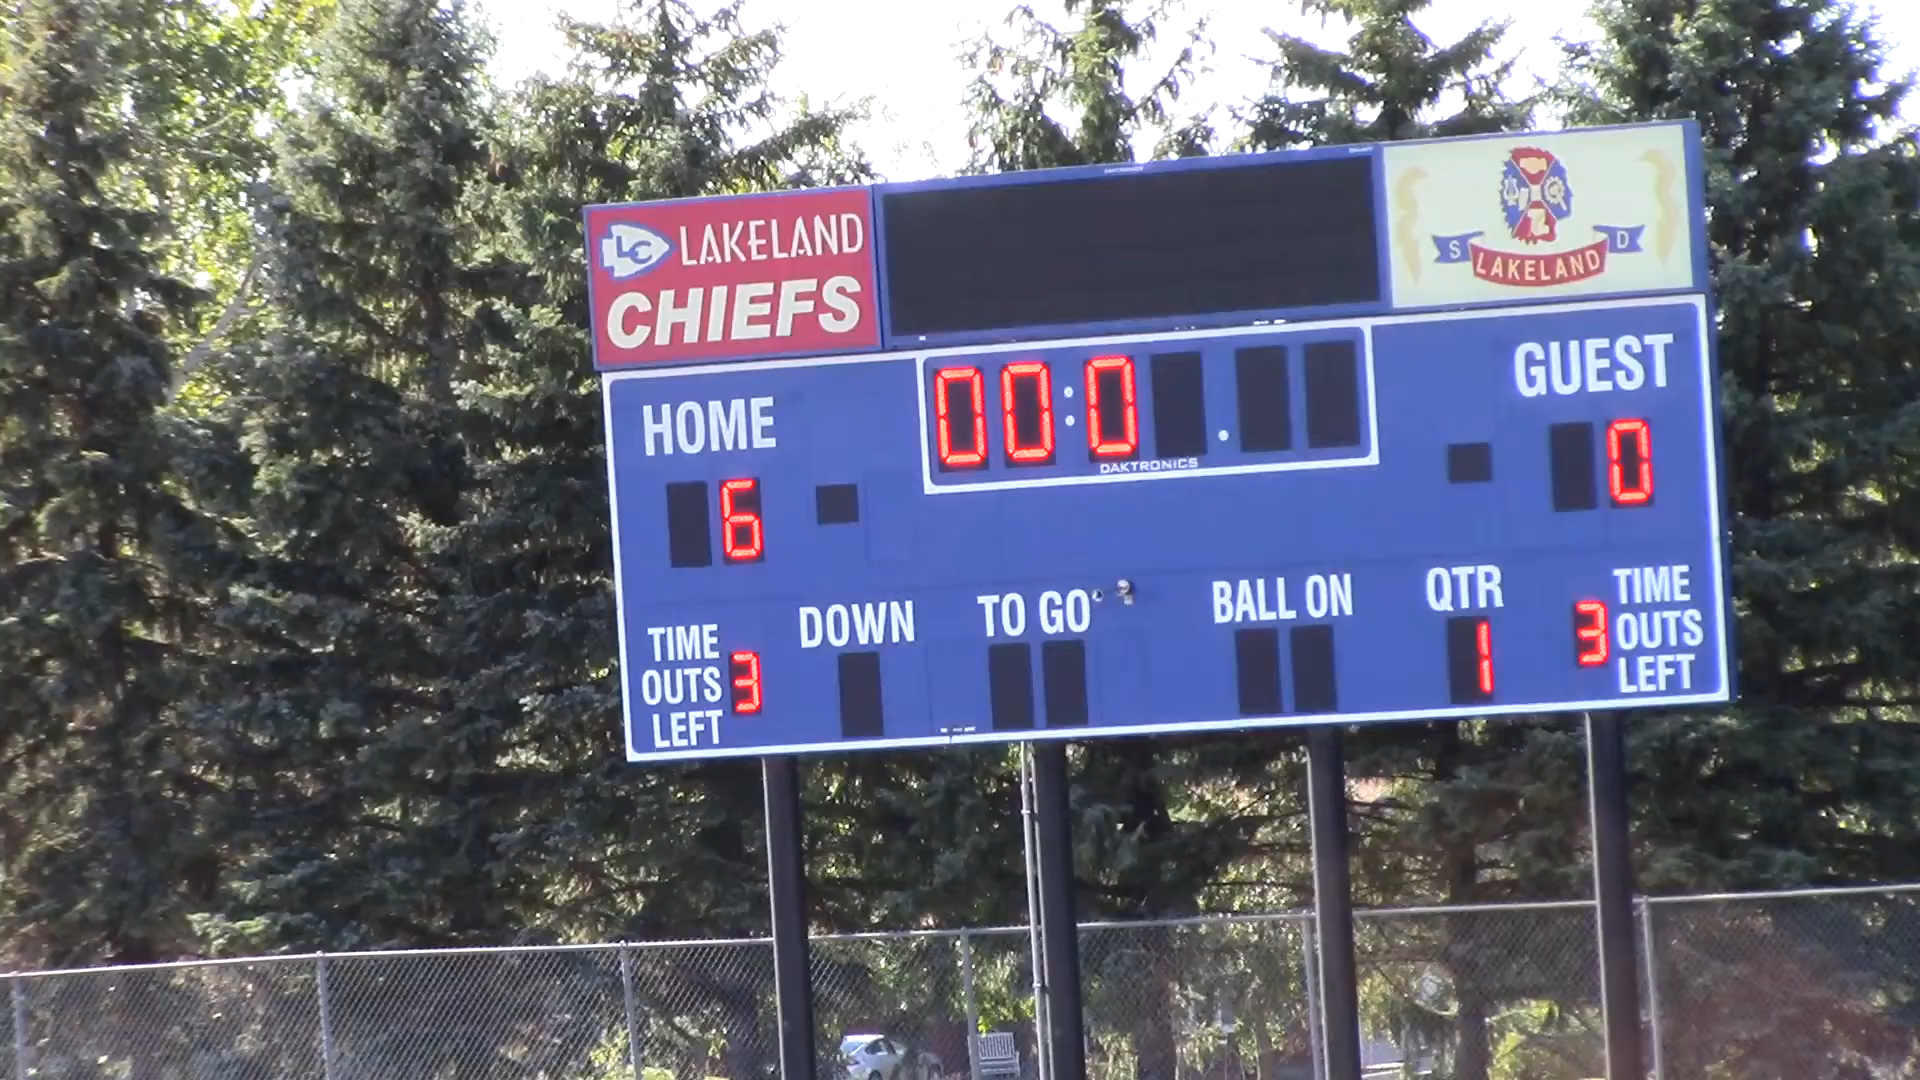 LC LAKELAND
CHIEFS
S D
LAKELAND
HOME
GUEST
00:0 .
DAKTRONICS
6
0
DOWN
TO GO
BALL ON
QTR
1
TIME
OUTS
LEFT
3
3
TIME
OUTS
LEFT